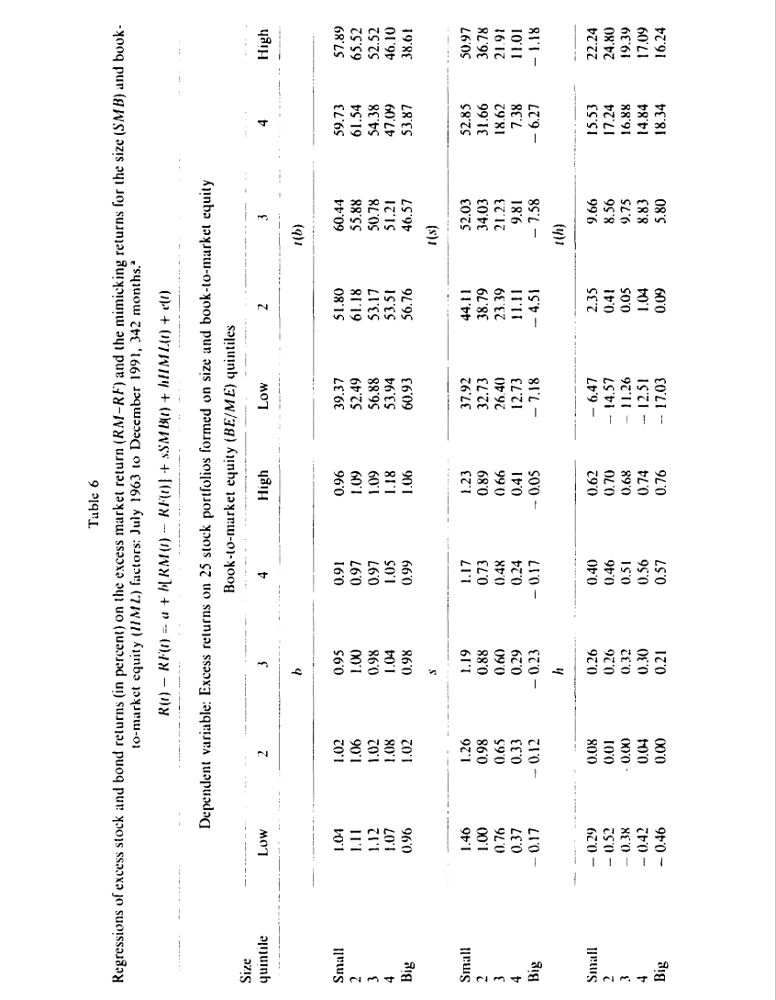 Table 6
Regressions of excess stock and bond returns (in percent) on the excess market return (RM–RF) and the mimicking returns for the size (SMB) and book-
to-market equity (HML) factors: July 1963 to December 1991, 342 months.ª
R(t) − RF(t) = a + b[RM(t) − RF(t)] + sSMB(t) + hHML(t) + e(t)
Dependent variable: Excess returns on 25 stock portfolios formed on size and book-to-market equity
Book-to-market equity (BE/ME) quintiles
Size
quintile Low 2 3 4 High Low 2 3 4 High
b t(b)
Small 1.04 1.02 0.95 0.91 0.96 39.37 51.80 60.44 59.73 57.89
2 1.11 1.06 1.00 0.97 1.09 52.49 61.18 55.88 61.54 65.52
3 1.12 1.02 0.98 0.97 1.09 56.88 53.17 50.78 54.38 52.52
4 1.07 1.08 1.04 1.05 1.18 53.94 53.51 51.21 47.09 46.10
Big 0.96 1.02 0.98 0.99 1.06 60.93 56.76 46.57 53.87 38.61
s t(s)
Small 1.46 1.26 1.19 1.17 1.23 37.92 44.11 52.03 52.85 50.97
2 1.00 0.98 0.88 0.73 0.89 32.73 38.79 34.03 31.66 36.78
3 0.76 0.65 0.60 0.48 0.66 26.40 23.39 21.23 18.62 21.91
4 0.37 0.33 0.29 0.24 0.41 12.73 11.11 9.81 7.38 11.01
Big − 0.17 − 0.12 − 0.23 − 0.17 − 0.05 − 7.18 − 4.51 − 7.58 − 6.27 − 1.18
h t(h)
Small − 0.29 0.08 0.26 0.40 0.62 − 6.47 2.35 9.66 15.53 22.24
2 − 0.52 0.01 0.26 0.46 0.70 − 14.57 0.41 8.56 17.24 24.80
3 − 0.38 - 0.00 0.32 0.51 0.68 − 11.26 0.05 9.75 16.88 19.39
4 − 0.42 0.04 0.30 0.56 0.74 − 12.51 1.04 8.83 14.84 17.09
Big − 0.46 0.00 0.21 0.57 0.76 − 17.03 0.09 5.80 18.34 16.24